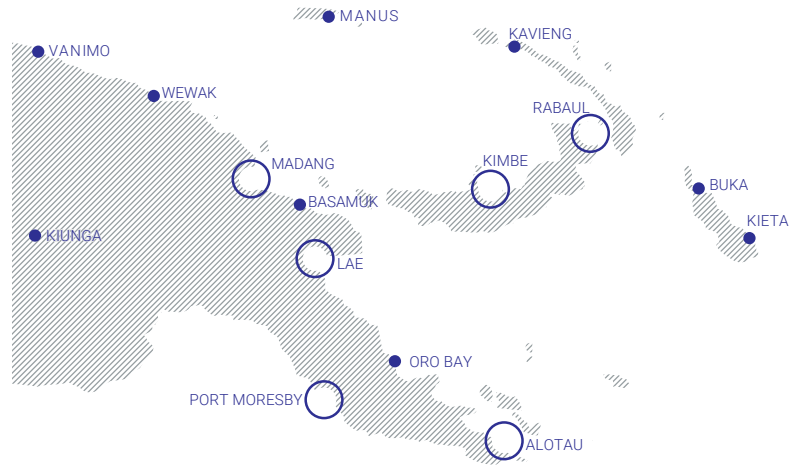 MANUS
KAVIENG
VANIMO
WEWAK
RABAUL
MADANG
KIMBE
BUKA
BASAMUK
KIETA
KIUNGA
LAE
ORO BAY
PORT MORESBY
ALOTAU